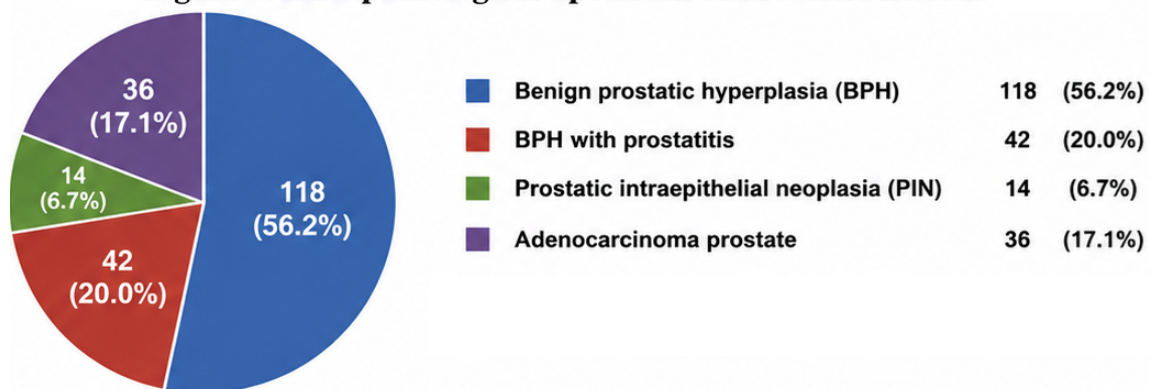 36
(17.1%)
14
(6.7%)
118
(56.2%)
42
(20.0%)
Benign prostatic hyperplasia (BPH) 118 (56.2%)
BPH with prostatitis 42 (20.0%)
Prostatic intraepithelial neoplasia (PIN) 14 (6.7%)
Adenocarcinoma prostate 36 (17.1%)